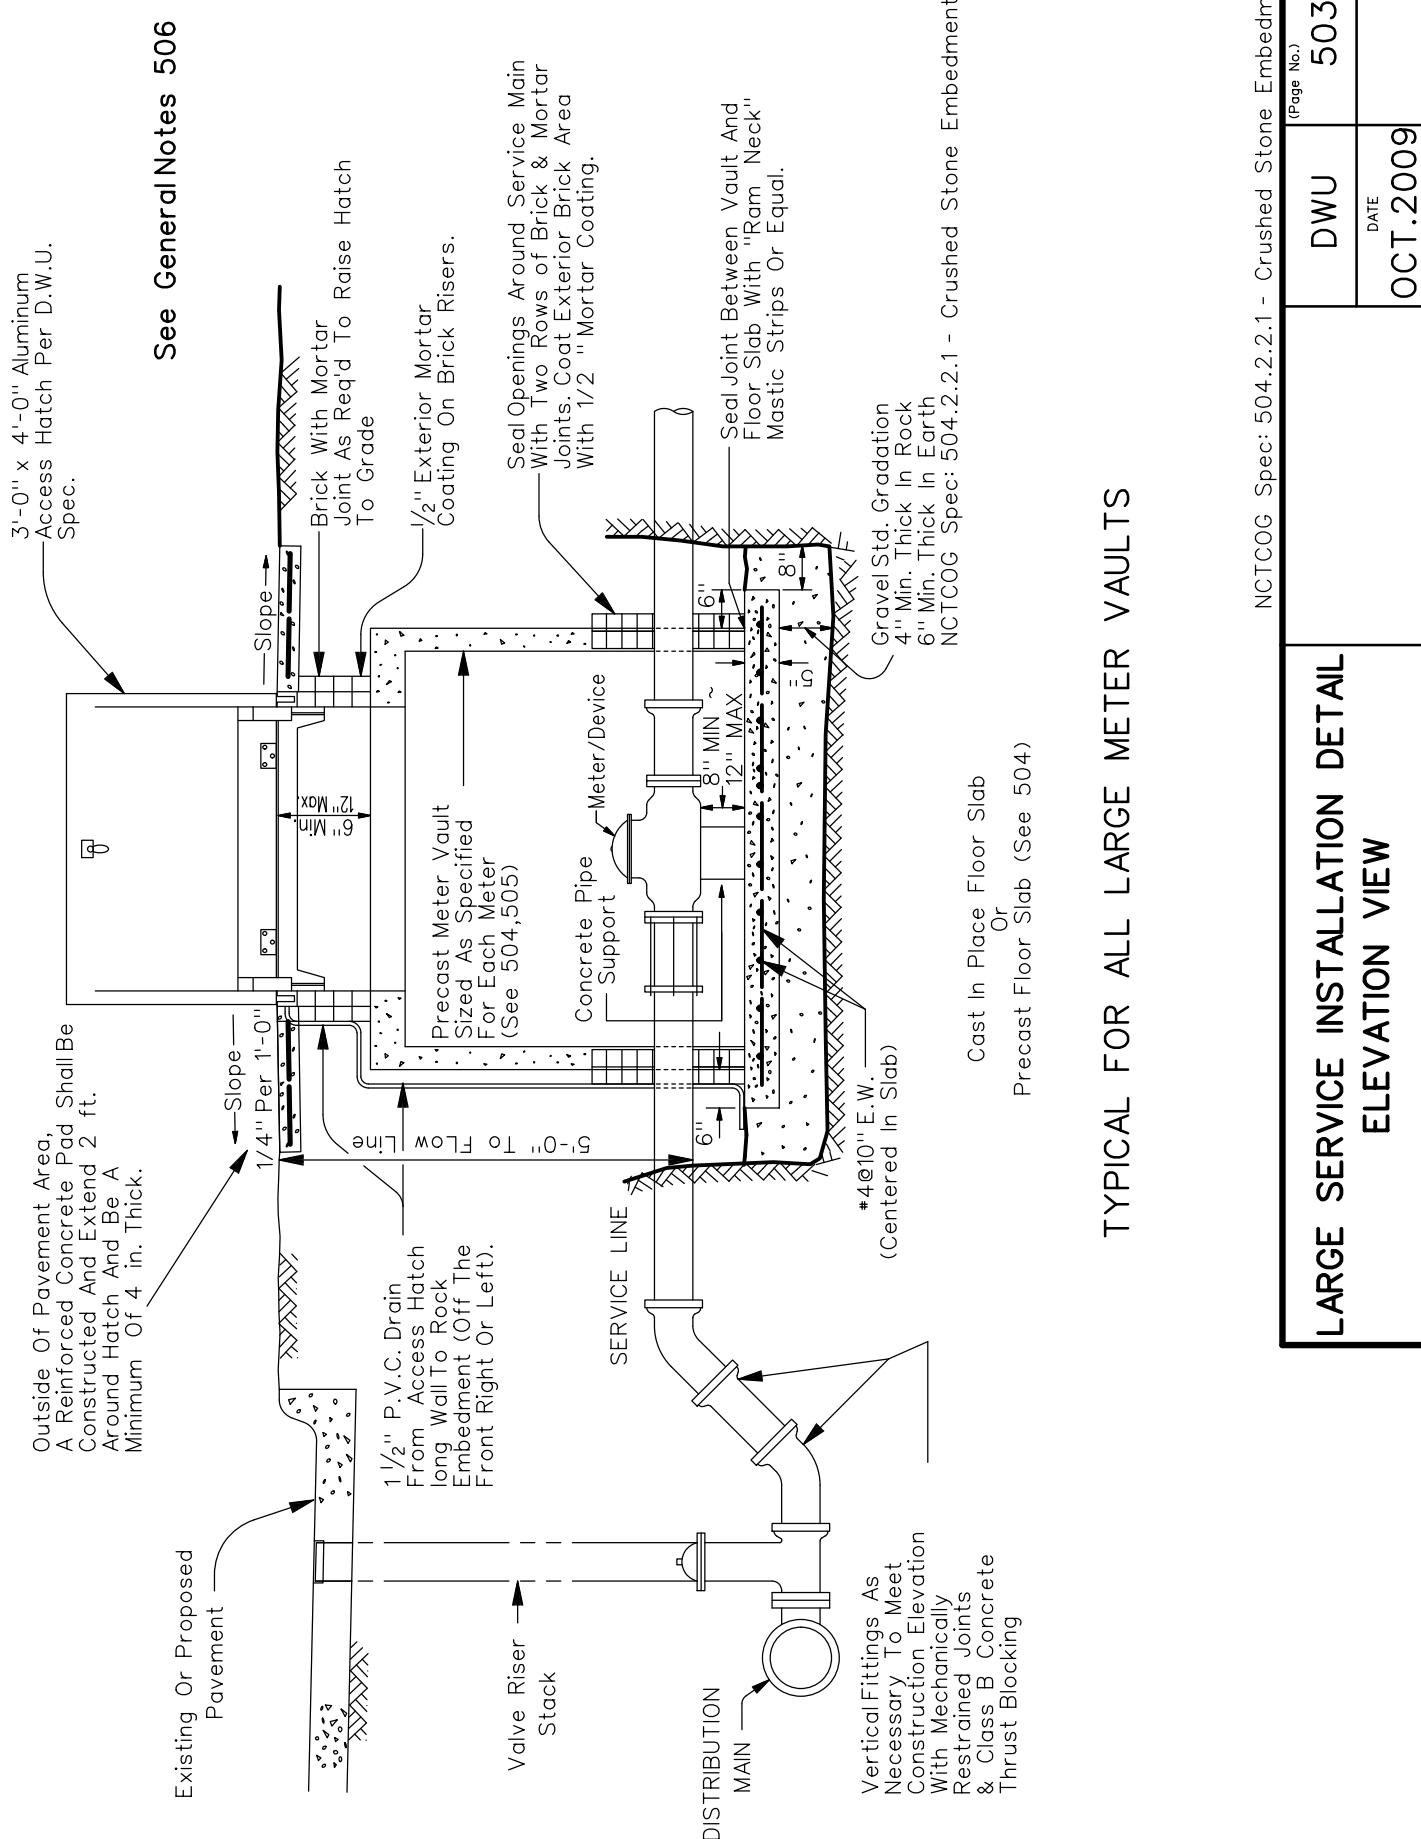 See General Notes 506
3'-0" x 4'-0" Aluminum
Access Hatch Per D.W.U.
Spec.
Outside Of Pavement Area,
A Reinforced Concrete Pad Shall Be
Constructed And Extend 2 ft.
Around Hatch And Be A
Minimum Of 4 in. Thick.
Slope
1/4" Per 1'-0"
Slope
Existing Or Proposed
Pavement
6" Min.
12" Max.
Brick With Mortar
Joint As Req'd To Raise Hatch
To Grade
1/2" Exterior Mortar
Coating On Brick Risers.
1 1/2" P.V.C. Drain
From Access Hatch
long Wall To Rock
Embedment (Off The
Front Right Or Left).
5'-0" To FLow Line
Precast Meter Vault
Sized As Specified
For Each Meter
(See 504,505)
Seal Openings Around Service Main
With Two Rows of Brick & Mortar
Joints. Coat Exterior Brick Area
With 1/2 " Mortar Coating.
Valve Riser
Stack
Concrete Pipe
Support
Meter/Device
SERVICE LINE
8" MIN ~
12" MAX
6"
6"
8"
5"
Seal Joint Between Vault And
Floor Slab With "Ram Neck"
Mastic Strips Or Equal.
DISTRIBUTION
MAIN
Vertical Fittings As
Necessary To Meet
Construction Elevation
With Mechanically
Restrained Joints
& Class B Concrete
Thrust Blocking
#4@10" E.W.
(Centered In Slab)
Gravel Std. Gradation
4" Min. Thick In Rock
6" Min. Thick In Earth
NCTCOG Spec: 504.2.2.1 - Crushed Stone Embedment
Cast In Place Floor Slab
Or
Precast Floor Slab (See 504)
TYPICAL FOR ALL LARGE METER VAULTS
NCTCOG Spec: 504.2.2.1 - Crushed Stone Embedm
LARGE SERVICE INSTALLATION DETAIL
ELEVATION VIEW
DWU
(Page No.)
503
DATE
OCT.2009